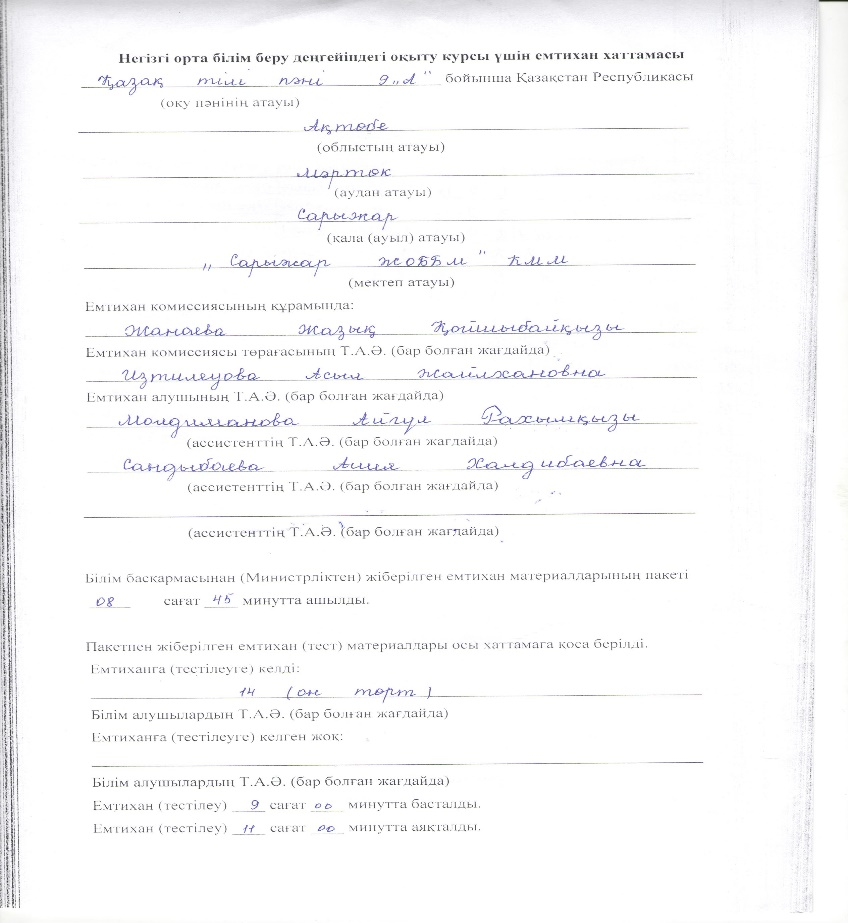 Негізгі орта білім беру деңгейіндегі оқыту курсы үшін емтихан хаттамасы
Қазақ тілі пәні 9 „А" бойынша Қазақстан Республикасы
(оқу пәнінің атауы)
Ақтөбе
(облыстың атауы)
Мәртөк
(аудан атауы)
Сарыжар
(қала (ауыл) атауы)
„ Сарыжар ЖОББМ " КММ
(мектеп атауы)
Емтихан комиссиясының құрамында:
Жанаева Жазық Қойшыбайқызы
Емтихан комиссиясы төрағасының Т.А.Ә. (бар болған жағдайда)
Изтилеуова Асыл Жайлхановна
Емтихан алушының Т.А.Ә. (бар болған жағдайда)
Молдиманова Айгул Рахымқызы
(ассистенттің Т.А.Ә. (бар болған жағдайда)
Сандыбаева Асия Халдибаевна
(ассистенттің Т.А.Ә. (бар болған жағдайда)
(ассистенттің Т.А.Ә. (бар болған жағдайда)
Білім басқармасынан (Министрліктен) жіберілген емтихан материалдарының пакеті
08 сағат 45 минутта ашылды.
Пакетпен жіберілген емтихан (тест) материалдары осы хаттамаға қоса берілді.
Емтиханға (тестілеуге) келді:
14 (он төрт)
Білім алушылардың Т.А.Ә. (бар болған жағдайда)
Емтиханға (тестілеуге) келген жоқ:
Білім алушылардың Т.А.Ә. (бар болған жағдайда)
Емтихан (тестілеу) 9 сағат 00 минутта басталды.
Емтихан (тестілеу) 11 сағат 00 минутта аяқталды.